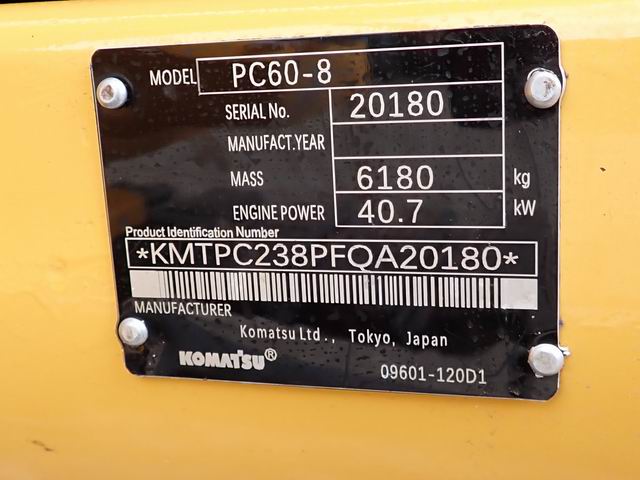 MODEL PC60-8
SERIAL No. 20180
MANUFACT.YEAR
MASS 6180 kg
ENGINE POWER 40.7 kW
Product Identification Number
*KMTPC238PFQA20180*
MANUFACTURER
Komatsu Ltd., Tokyo, Japan
KOMATSU®
09601-120D1